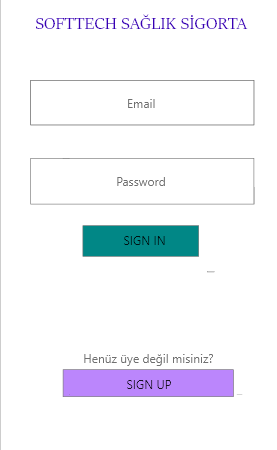 SOFTTECH SAĞLIK SİGORTA
Email
Password
SIGN IN
Henüz üye değil misiniz?
SIGN UP